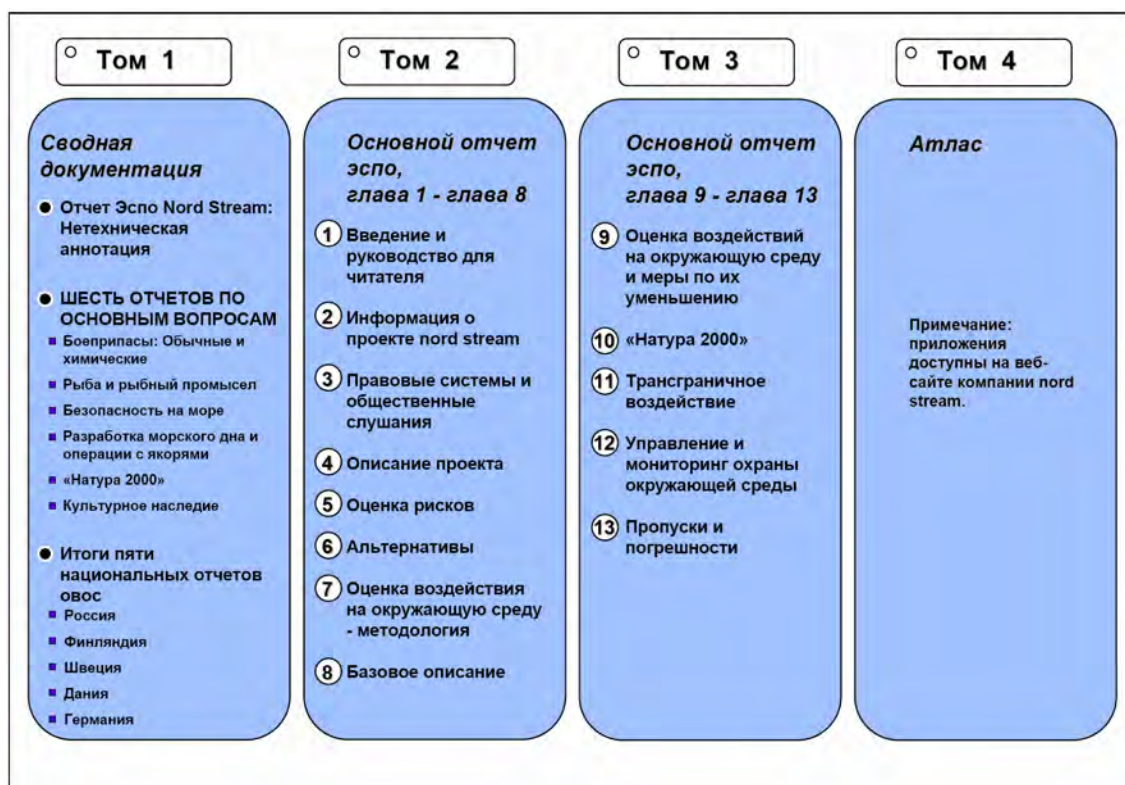 Том 1
Сводная
документация
Отчет Эспо Nord Stream:
Нетехническая
аннотация
ШЕСТЬ ОТЧЕТОВ ПО
ОСНОВНЫМ ВОПРОСАМ
Боеприпасы: Обычные и
химические
Рыба и рыбный промысел
Безопасность на море
Разработка морского дна и
операции с якорями
«Натура 2000»
Культурное наследие
Итоги пяти
национальных отчетов
овос
Россия
Финляндия
Швеция
Дания
Германия
Том 2
Основной отчет
эспо,
глава 1 - глава 8
1 Введение и
руководство для
читателя
2 Информация о
проекте nord stream
3 Правовые системы и
общественные
слушания
4 Описание проекта
5 Оценка рисков
6 Альтернативы
7 Оценка воздействия
на окружающую среду
- методология
8 Базовое описание
Том 3
Основной отчет
эспо,
глава 9 - глава 13
9 Оценка воздействий
на окружающую среду
и меры по их
уменьшению
10 «Натура 2000»
11 Трансграничное
воздействие
12 Управление и
мониторинг охраны
окружающей среды
13 Пропуски и
погрешности
Том 4
Атлас
Примечание:
приложения
доступны на веб-
сайте компании nord
stream.